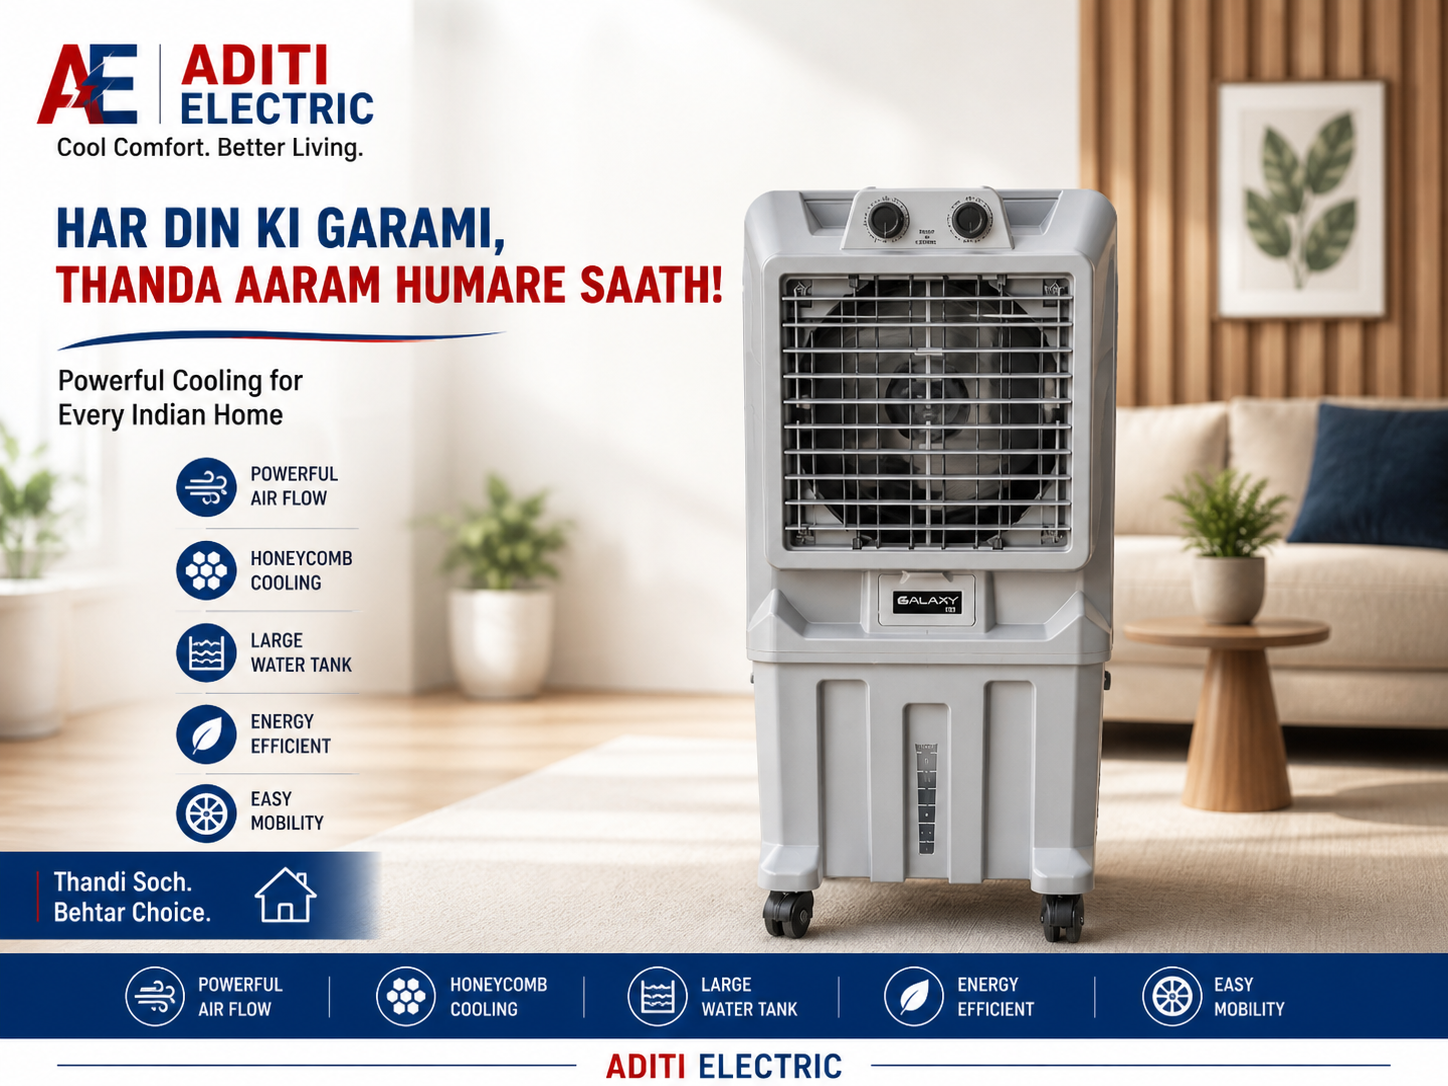 AE
ADITI
ELECTRIC
Cool Comfort. Better Living.
HAR DIN KI GARAMI,
THANDA AARAM HUMARE SAATH!
Powerful Cooling for
Every Indian Home
POWERFUL
AIR FLOW
HONEYCOMB
COOLING
LARGE
WATER TANK
ENERGY
EFFICIENT
EASY
MOBILITY
GALAXY
Thandi Soch.
Behtar Choice.
POWERFUL
AIR FLOW
HONEYCOMB
COOLING
LARGE
WATER TANK
ENERGY
EFFICIENT
EASY
MOBILITY
ADITI ELECTRIC